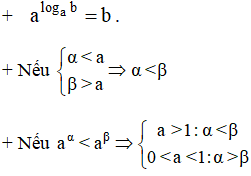 + a^{log_a b} = b.
+ Nếu { α < a ; β > a ⇒ α < β
+ Nếu a^α < a^β ⇒ { a >1: α < β ; 0 < a <1: α > β